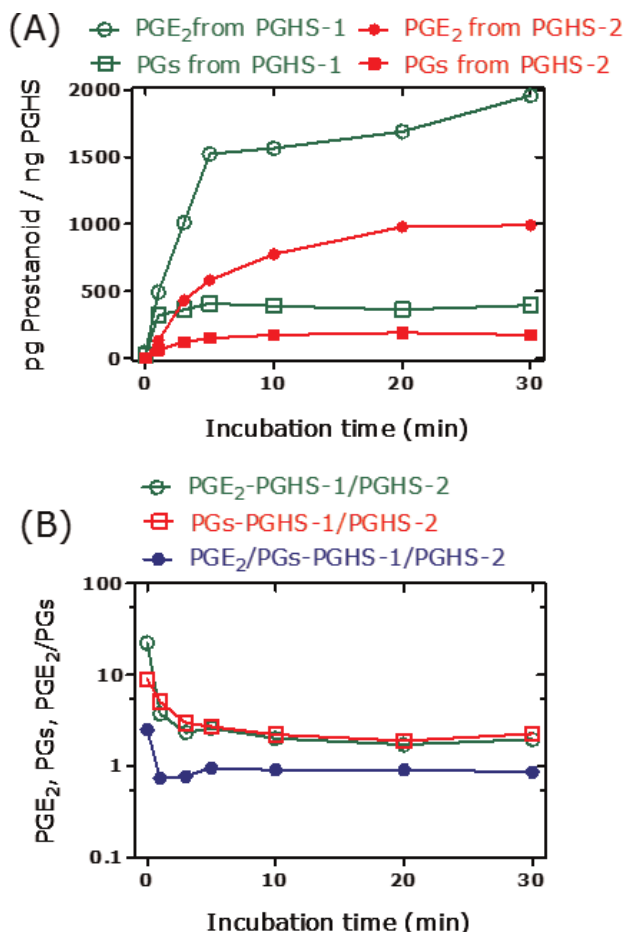 (A)
PGE₂from PGHS-1 PGE₂ from PGHS-2
PGs from PGHS-1 PGs from PGHS-2
pg Prostanoid / ng PGHS
2000
1500
1000
500
0
0 10 20 30
Incubation time (min)
(B)
PGE₂-PGHS-1/PGHS-2
PGs-PGHS-1/PGHS-2
PGE₂/PGs-PGHS-1/PGHS-2
PGE₂, PGs, PGE₂/PGs
100
10
1
0.1
0 10 20 30
Incubation time (min)